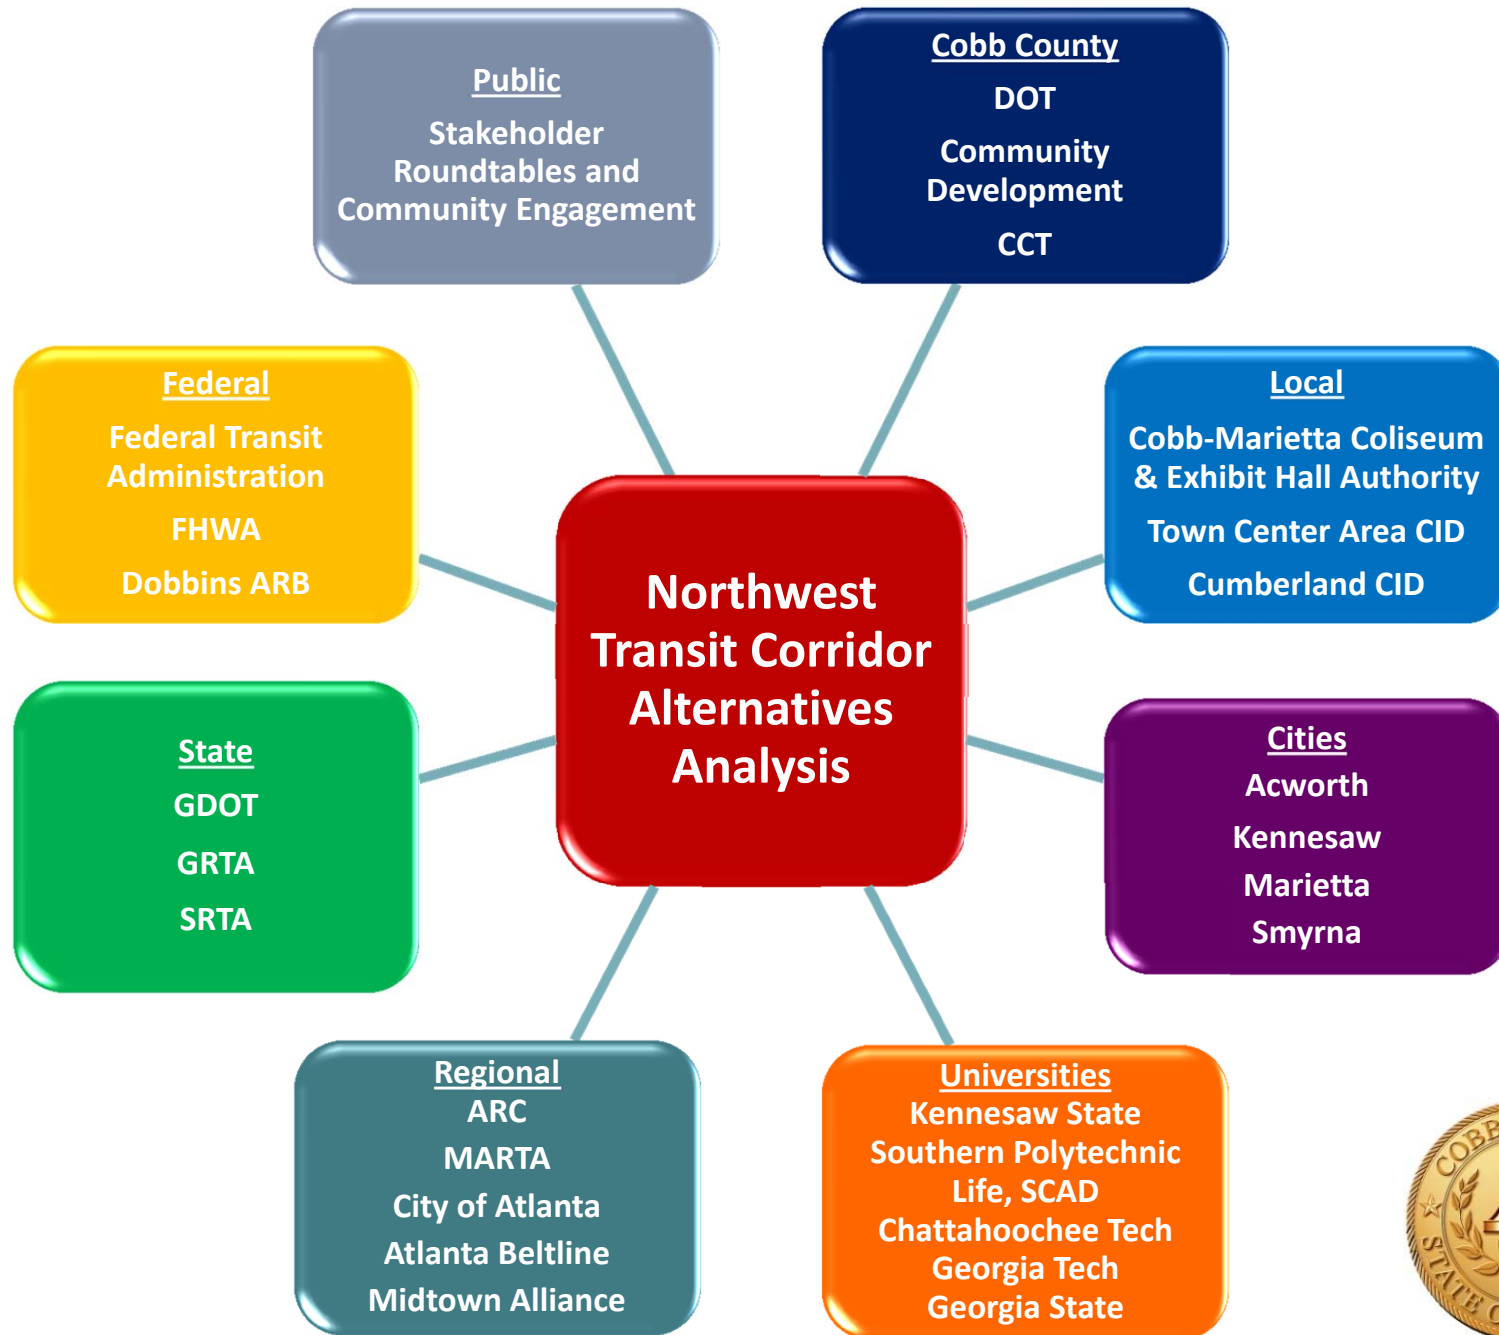 Public
Stakeholder
Roundtables and
Community Engagement
Cobb County
DOT
Community
Development
CCT
Federal
Federal Transit
Administration
FHWA
Dobbins ARB
Local
Cobb-Marietta Coliseum
& Exhibit Hall Authority
Town Center Area CID
Cumberland CID
Northwest
Transit Corridor
Alternatives
Analysis
State
GDOT
GRTA
SRTA
Cities
Acworth
Kennesaw
Marietta
Smyrna
Regional
ARC
MARTA
City of Atlanta
Atlanta Beltline
Midtown Alliance
Universities
Kennesaw State
Southern Polytechnic
Life, SCAD
Chattahoochee Tech
Georgia Tech
Georgia State
COBB
STATE